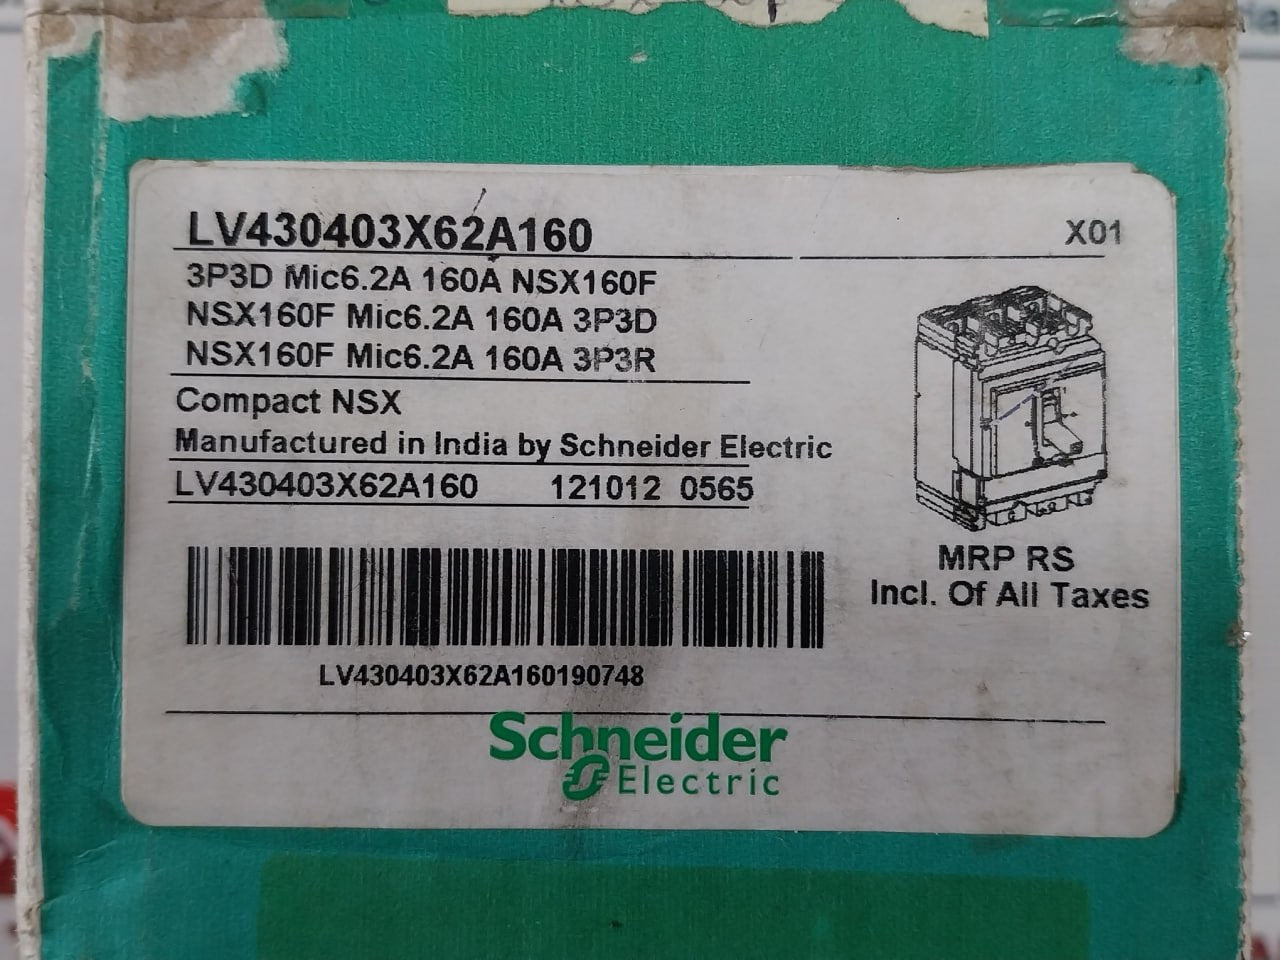 LV430403X62A160 X01
3P3D Mic6.2A 160A NSX160F
NSX160F Mic6.2A 160A 3P3D
NSX160F Mic6.2A 160A 3P3R
Compact NSX
Manufactured in India by Schneider Electric
LV430403X62A160 121012 0565
MRP RS
Incl. Of All Taxes
LV430403X62A160190748
Schneider
Electric